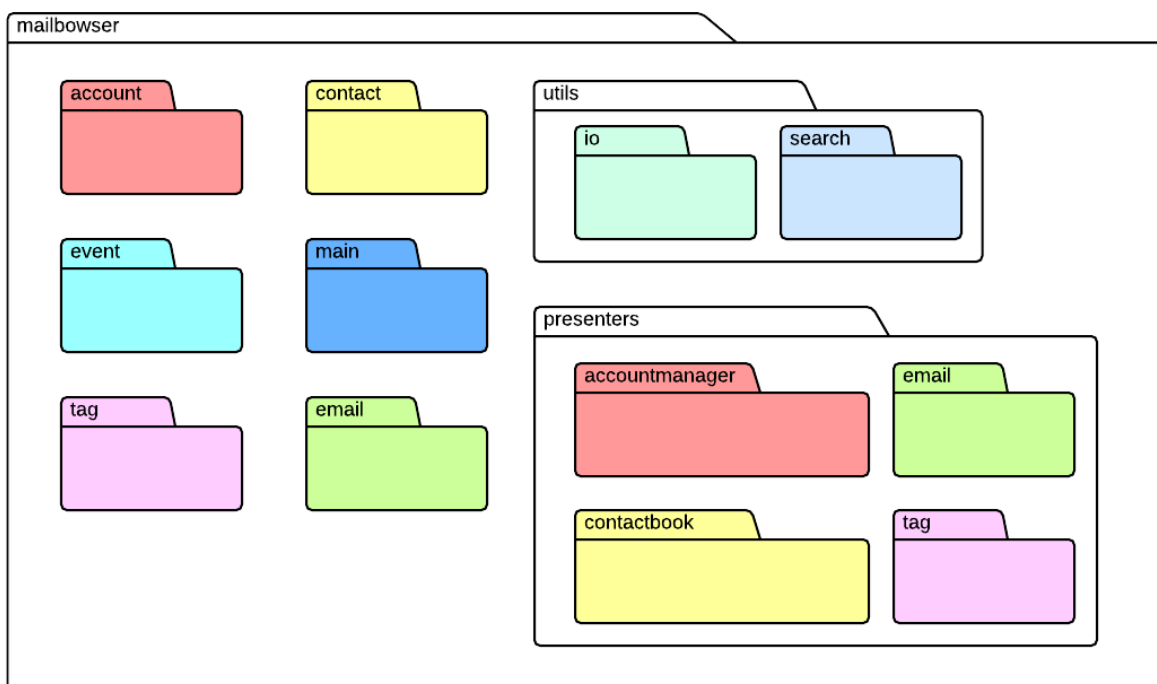 mailbowser
account
contact
utils
io
search
event
main
presenters
accountmanager
email
tag
email
contactbook
tag